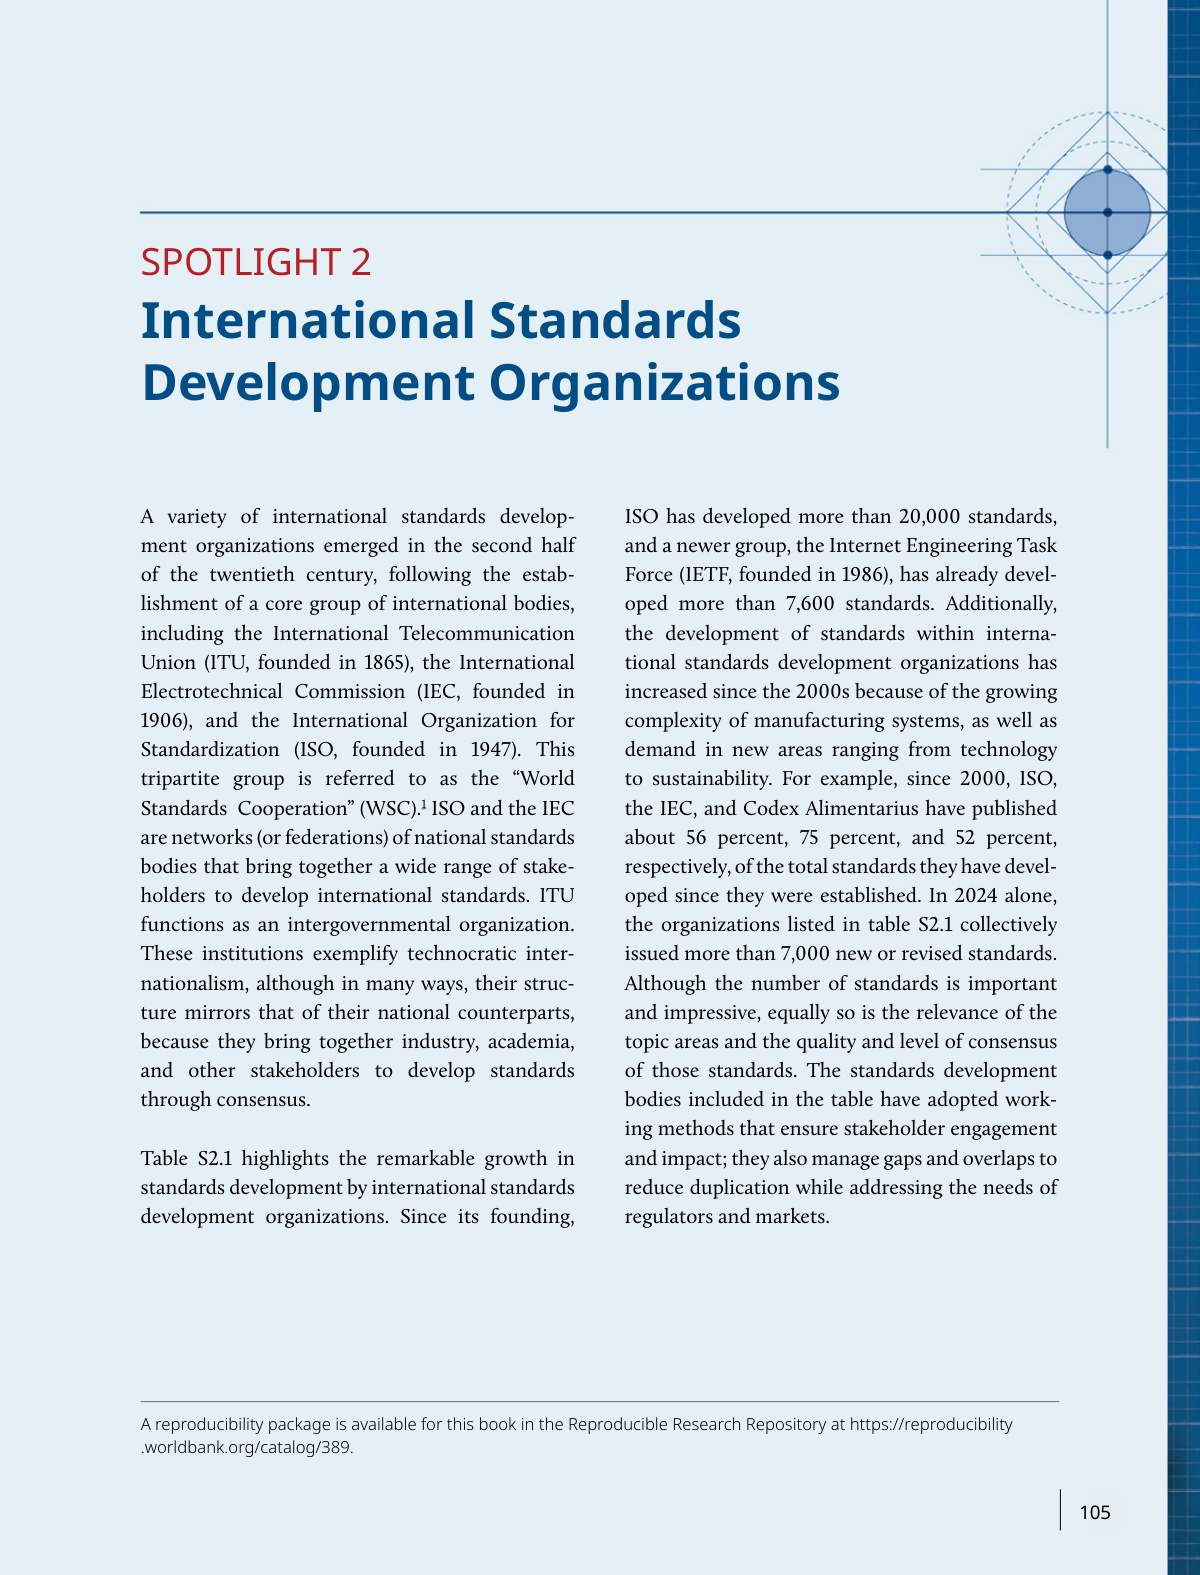 SPOTLIGHT 2
International Standards
Development Organizations
A variety of international standards develop-
ment organizations emerged in the second half
of the twentieth century, following the estab-
lishment of a core group of international bodies,
including the International Telecommunication
Union (ITU, founded in 1865), the International
Electrotechnical Commission (IEC, founded in
1906), and the International Organization for
Standardization (ISO, founded in 1947). This
tripartite group is referred to as the “World
Standards Cooperation” (WSC).¹ ISO and the IEC
are networks (or federations) of national standards
bodies that bring together a wide range of stake-
holders to develop international standards. ITU
functions as an intergovernmental organization.
These institutions exemplify technocratic inter-
nationalism, although in many ways, their struc-
ture mirrors that of their national counterparts,
because they bring together industry, academia,
and other stakeholders to develop standards
through consensus.
Table S2.1 highlights the remarkable growth in
standards development by international standards
development organizations. Since its founding,
ISO has developed more than 20,000 standards,
and a newer group, the Internet Engineering Task
Force (IETF, founded in 1986), has already devel-
oped more than 7,600 standards. Additionally,
the development of standards within interna-
tional standards development organizations has
increased since the 2000s because of the growing
complexity of manufacturing systems, as well as
demand in new areas ranging from technology
to sustainability. For example, since 2000, ISO,
the IEC, and Codex Alimentarius have published
about 56 percent, 75 percent, and 52 percent,
respectively, of the total standards they have devel-
oped since they were established. In 2024 alone,
the organizations listed in table S2.1 collectively
issued more than 7,000 new or revised standards.
Although the number of standards is important
and impressive, equally so is the relevance of the
topic areas and the quality and level of consensus
of those standards. The standards development
bodies included in the table have adopted work-
ing methods that ensure stakeholder engagement
and impact; they also manage gaps and overlaps to
reduce duplication while addressing the needs of
regulators and markets.
A reproducibility package is available for this book in the Reproducible Research Repository at https://reproducibility
.worldbank.org/catalog/389.
105